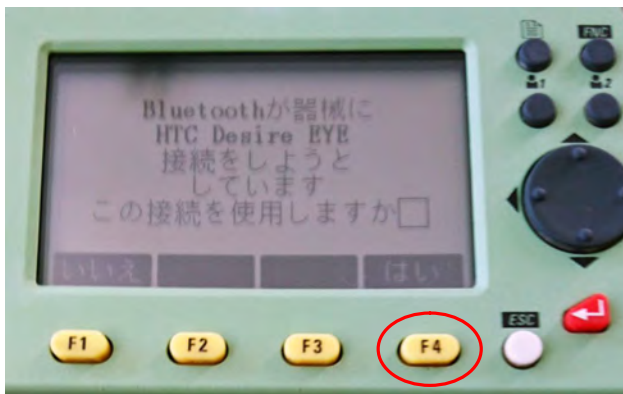 FNC
1
2
Bluetoothが器械に
HTC Desire EYE
接続をしようと
しています
この接続を使用しますか□
いいえ はい
ESC
F1 F2 F3 F4